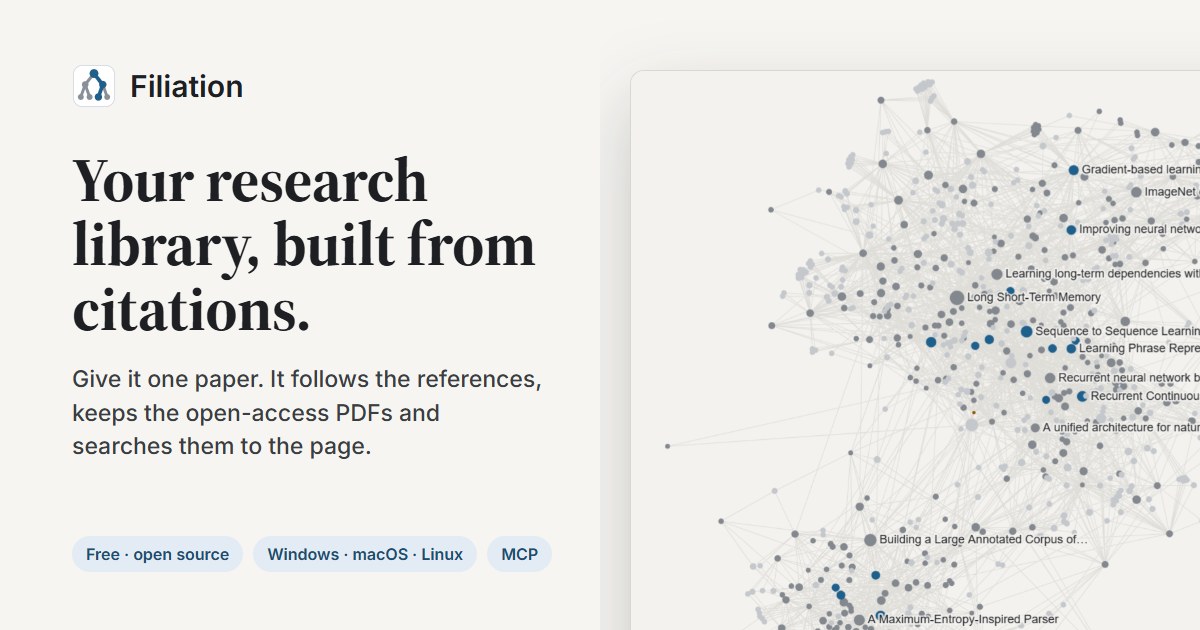 Filiation
Your research
library, built from
citations.
Give it one paper. It follows the references,
keeps the open-access PDFs and
searches them to the page.
Free · open source
Windows · macOS · Linux
MCP
Gradient-based learnin
ImageNet
Improving neural netwo
Learning long-term dependencies with
Long Short-Term Memory
Sequence to Sequence Learnin
Learning Phrase Repre
Recurrent neural network b
Recurrent Continuou
A unified architecture for natur
Building a Large Annotated Corpus of…
A Maximum-Entropy-Inspired Parser